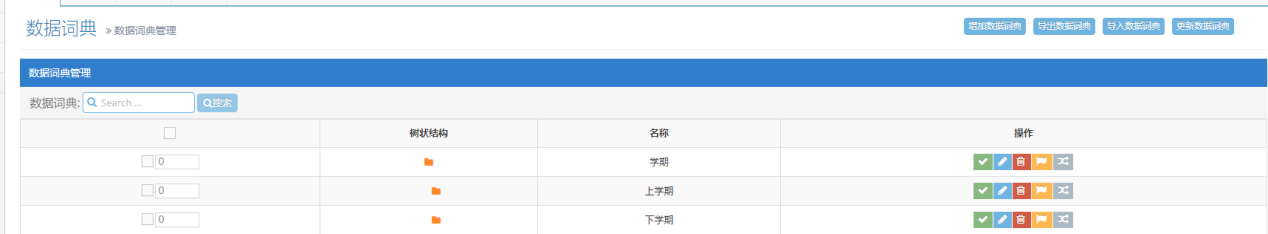 数据词典 » 数据词典管理
增加数据词典 导出数据词典 导入数据词典 更新数据词典
数据词典管理
数据词典: Search ... 搜索
树状结构 名称 操作
0 学期
0 上学期
0 下学期